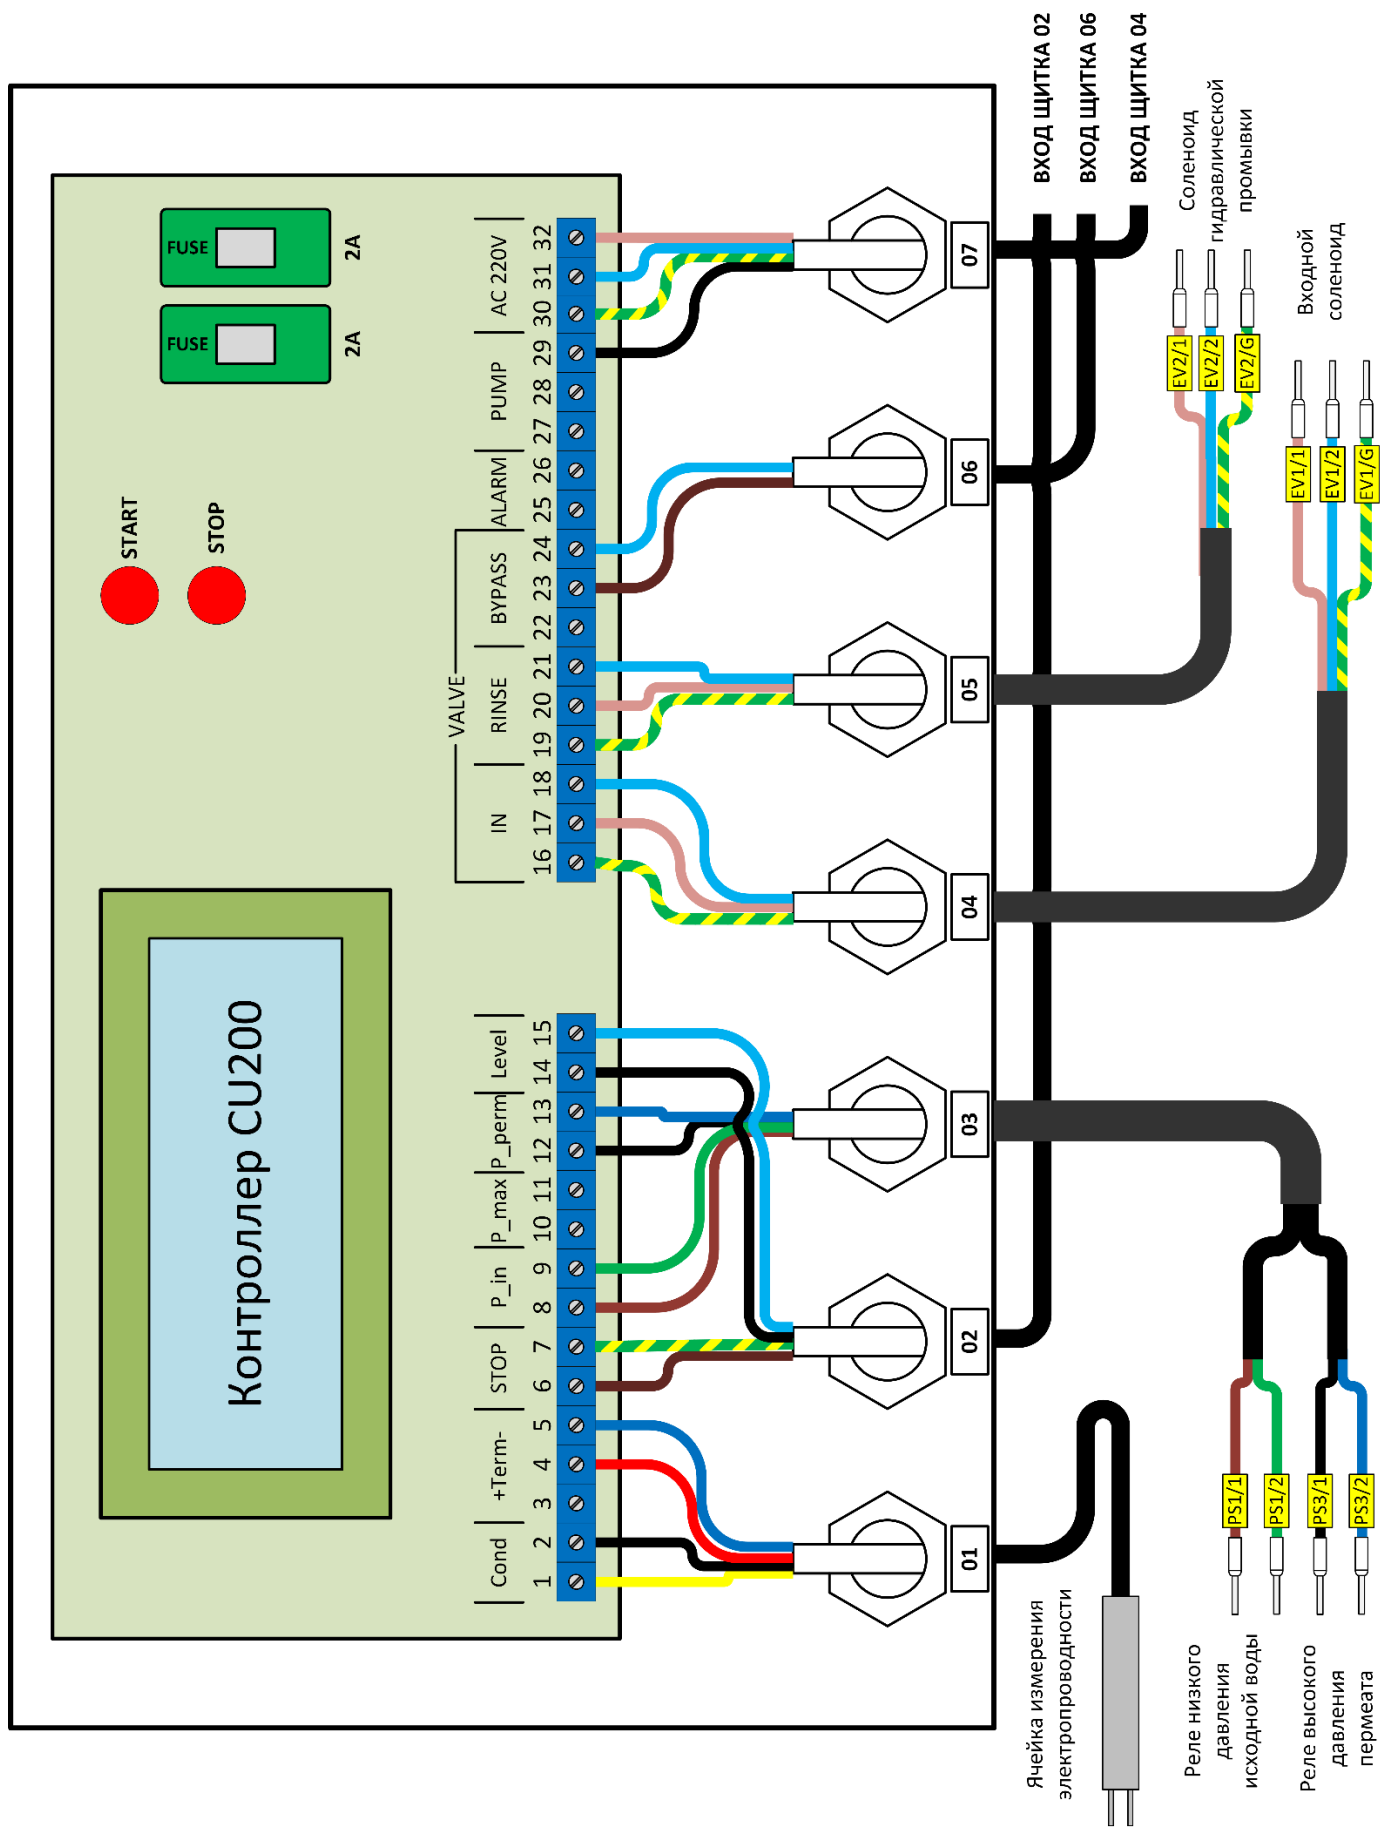 Контроллер CU200
START
STOP
FUSE
2A
FUSE
2A
VALVE
Cond
+Term-
STOP
P_in
P_max
P_perm
Level
IN
RINSE
BYPASS
ALARM
PUMP
AC 220V
1
2
3
4
5
6
7
8
9
10
11
12
13
14
15
16
17
18
19
20
21
22
23
24
25
26
27
28
29
30
31
32
01
02
03
04
05
06
07
ВХОД ЩИТКА 02
ВХОД ЩИТКА 06
ВХОД ЩИТКА 04
Ячейка измерения
электропроводности
PS1/1
PS1/2
PS3/1
PS3/2
Реле низкого
давления
исходной воды
Реле высокого
давления
пермеата
EV2/1
EV2/2
EV2/G
Соленоид
гидравлической
промывки
EV1/1
EV1/2
EV1/G
Входной
соленоид